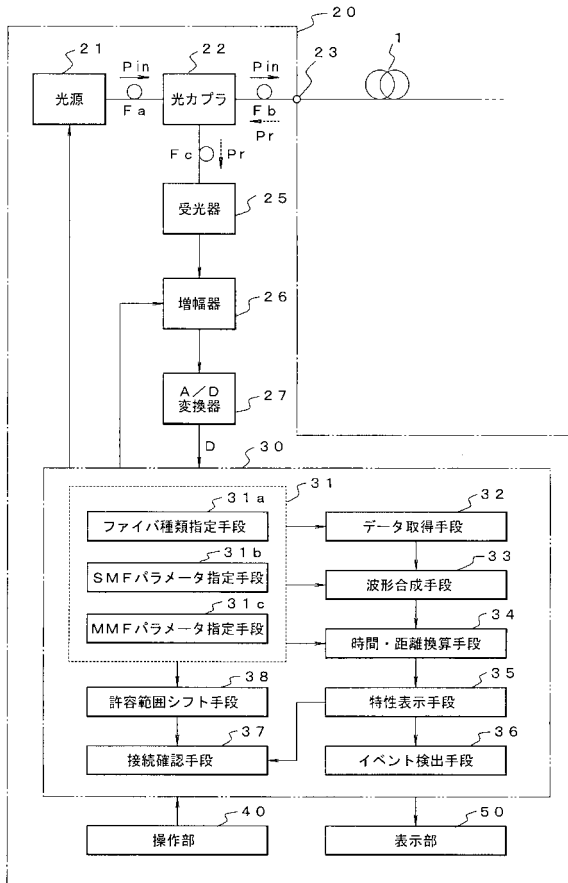 20
21
22
23
1
Pin
Pin
光源
光カプラ
Fa
Fb
Pr
Fc
Pr
受光器
25
増幅器
26
A/D
変換器
27
D
30
31
31a
ファイバ種類指定手段
31b
SMFパラメータ指定手段
31c
MMFパラメータ指定手段
32
データ取得手段
33
波形合成手段
34
時間・距離換算手段
38
許容範囲シフト手段
35
特性表示手段
37
接続確認手段
36
イベント検出手段
40
操作部
50
表示部